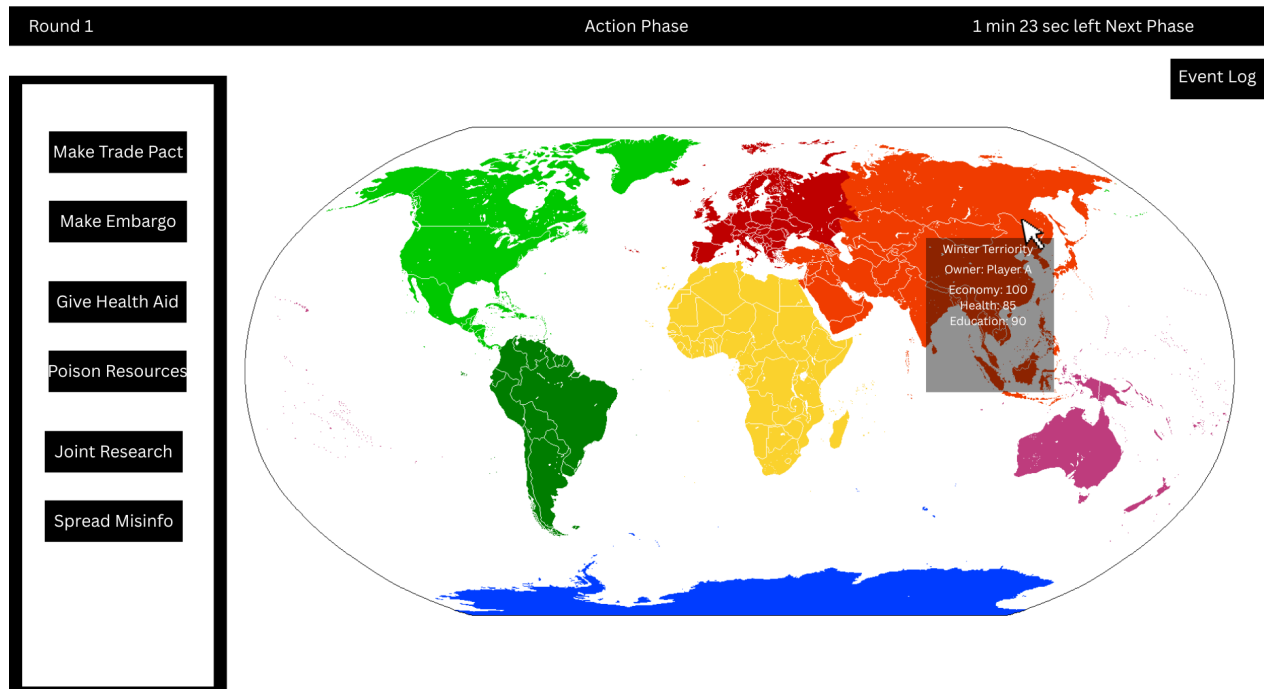 Round 1
Action Phase
1 min 23 sec left Next Phase
Event Log
Make Trade Pact
Make Embargo
Give Health Aid
Poison Resources
Joint Research
Spread Misinfo
Winter Terriority
Owner: Player A
Economy: 100
Health: 85
Education: 90